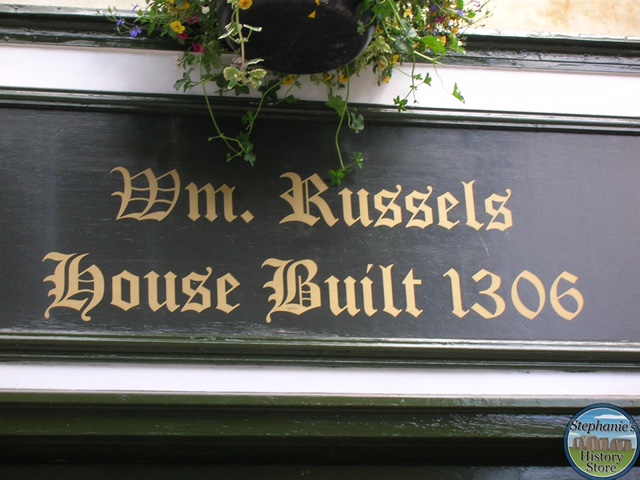 Wm. Russels
House Built 1306
Stephanie's
History
Store